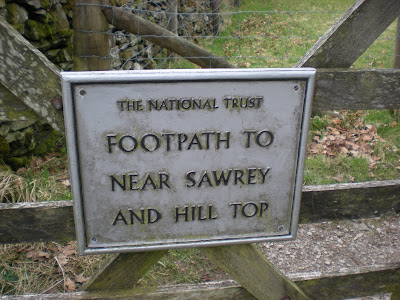 THE NATIONAL TRUST
FOOTPATH TO
NEAR SAWREY
AND HILL TOP